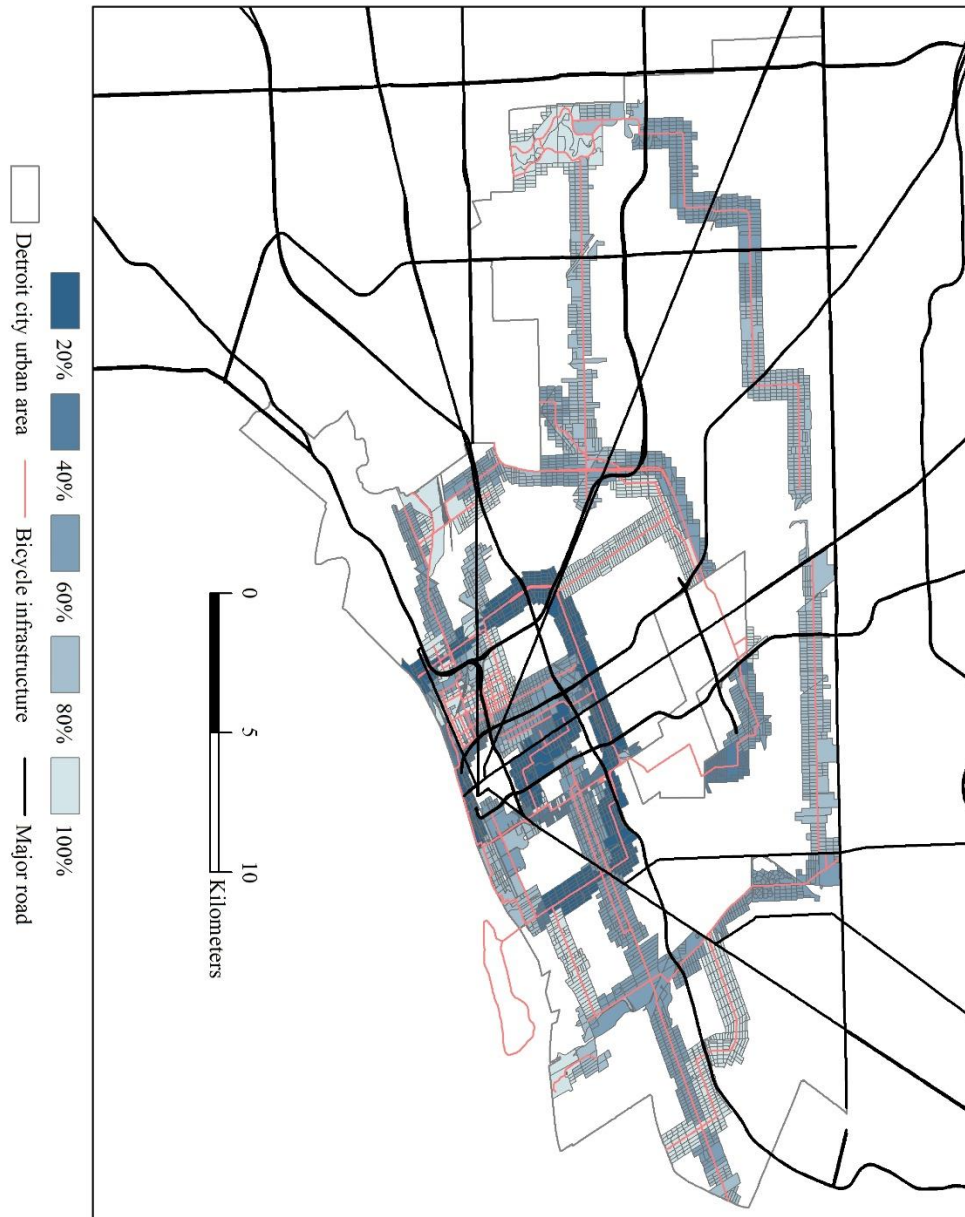 0 5 10
Kilometers
20% 40% 60% 80% 100%
Detroit city urban area Bicycle infrastructure Major road